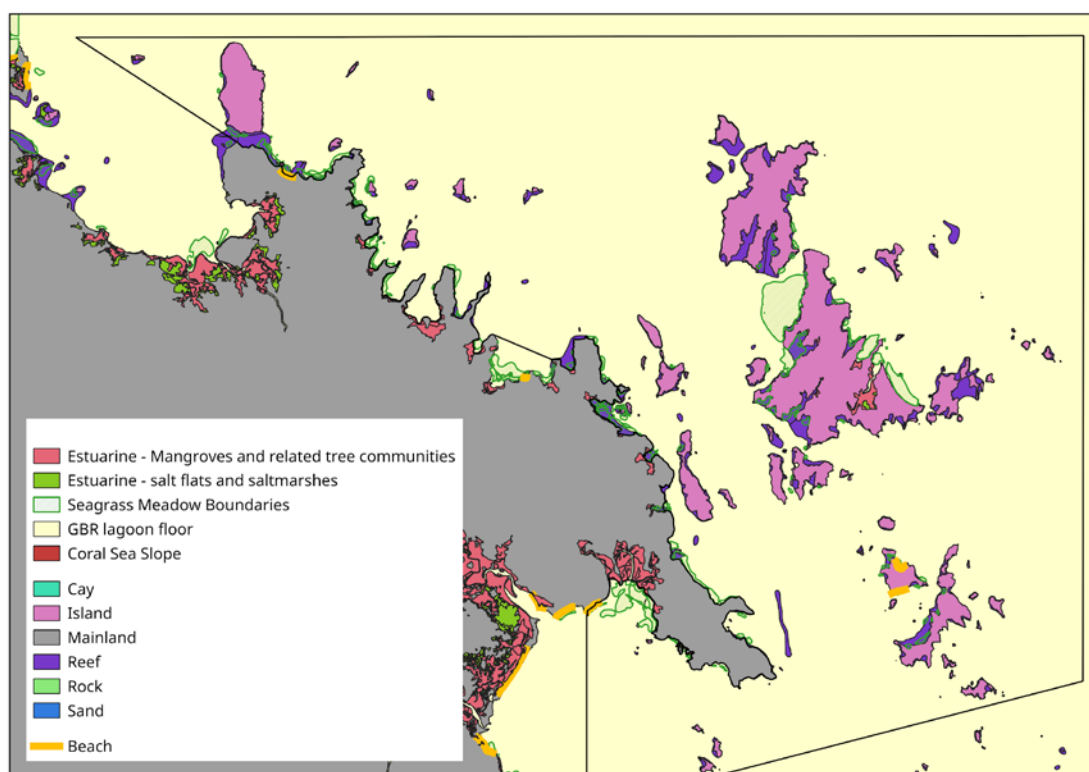 Estuarine - Mangroves and related tree communities
Estuarine - salt flats and saltmarshes
Seagrass Meadow Boundaries
GBR lagoon floor
Coral Sea Slope
Cay
Island
Mainland
Reef
Rock
Sand
Beach